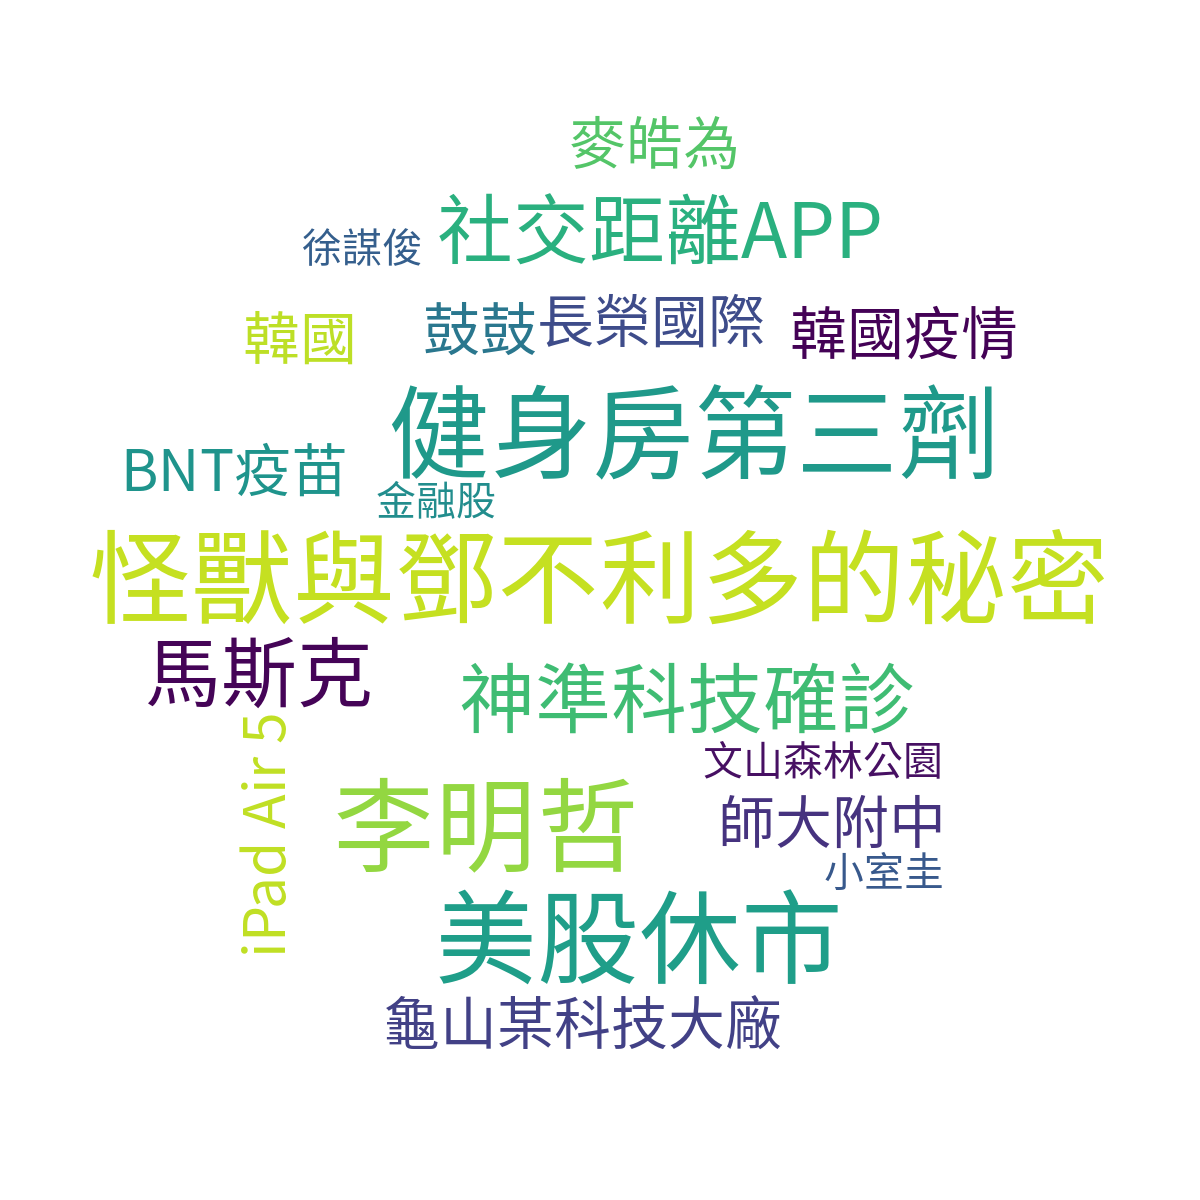 麥皓為
社交距離APP
徐謀俊
鼓鼓
長榮國際
韓國疫情
韓國
健身房第三劑
BNT疫苗
金融股
怪獸與鄧不利多的秘密
馬斯克
神準科技確診
iPad Air 5
文山森林公園
李明哲
師大附中
小室圭
美股休市
龜山某科技大廠